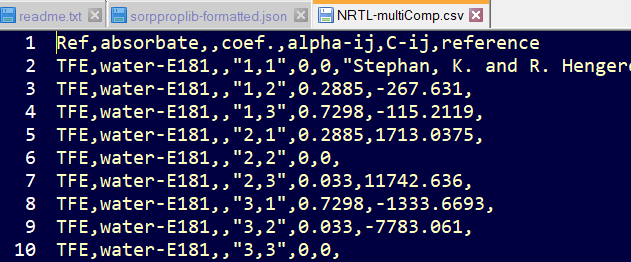 readme.txt sorppproplib-formatted.json NRTL-multiComp.csv
1 Ref,absorbate,,coef.,alpha-ij,C-ij,reference
2 TFE,water-E181,,"1,1",0,0,"Stephan, K. and R. Henger
3 TFE,water-E181,,"1,2",0.2885,-267.631,
4 TFE,water-E181,,"1,3",0.7298,-115.2119,
5 TFE,water-E181,,"2,1",0.2885,1713.0375,
6 TFE,water-E181,,"2,2",0,0,
7 TFE,water-E181,,"2,3",0.033,11742.636,
8 TFE,water-E181,,"3,1",0.7298,-1333.6693,
9 TFE,water-E181,,"3,2",0.033,-7783.061,
10 TFE,water-E181,,"3,3",0,0,